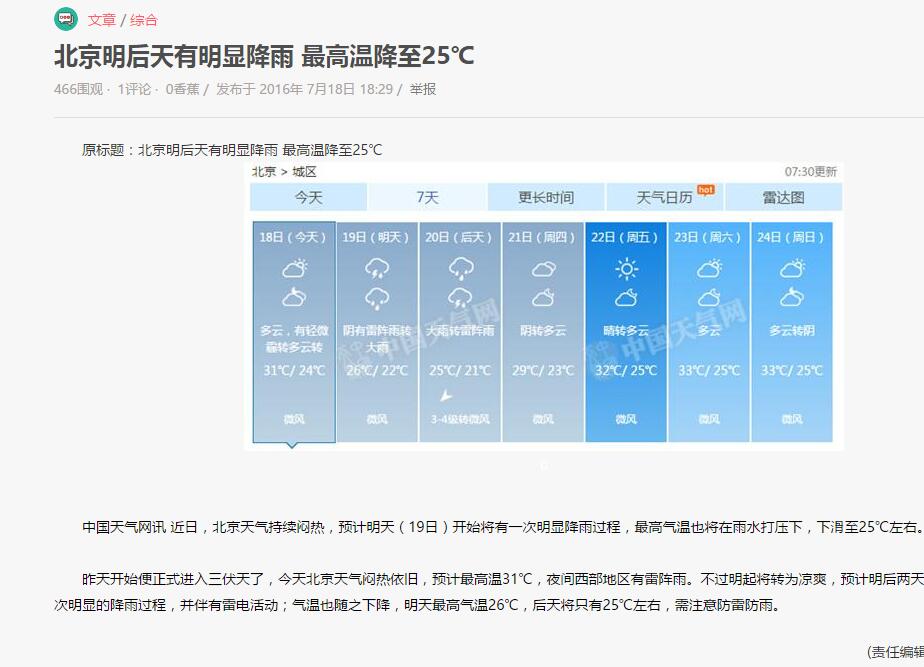 文章 / 综合
北京明后天有明显降雨 最高温降至25℃
466围观 · 1评论 · 0香蕉 / 发布于 2016年 7月18日 18:29 / 举报
原标题：北京明后天有明显降雨 最高温降至25℃
北京 > 城区 07:30更新
今天 7天 更长时间 天气日历 hot 雷达图
18日（今天） 19日（明天） 20日（后天） 21日（周四） 22日（周五） 23日（周六） 24日（周日）
多云，有轻微 阴有雷阵雨转 大雨转雷阵雨 阴转多云 晴转多云 多云 多云转阴
霾转多云转 大雨
31℃/ 24℃ 26℃/ 22℃ 25℃/ 21℃ 29℃/ 23℃ 32℃/ 25℃ 33℃/ 25℃ 33℃/ 25℃
微风 微风 3-4级转微风 微风 微风 微风 微风
中国天气网 中国天气网
中国天气网讯 近日，北京天气持续闷热，预计明天（19日）开始将有一次明显降雨过程，最高气温也将在雨水打压下，下滑至25℃左右。
昨天开始便正式进入三伏天了，今天北京天气闷热依旧，预计最高温31℃，夜间西部地区有雷阵雨。不过明起将转为凉爽，预计明后两天
次明显的降雨过程，并伴有雷电活动；气温也随之下降，明天最高气温26℃，后天将只有25℃左右，需注意防雷防雨。
(责任编辑